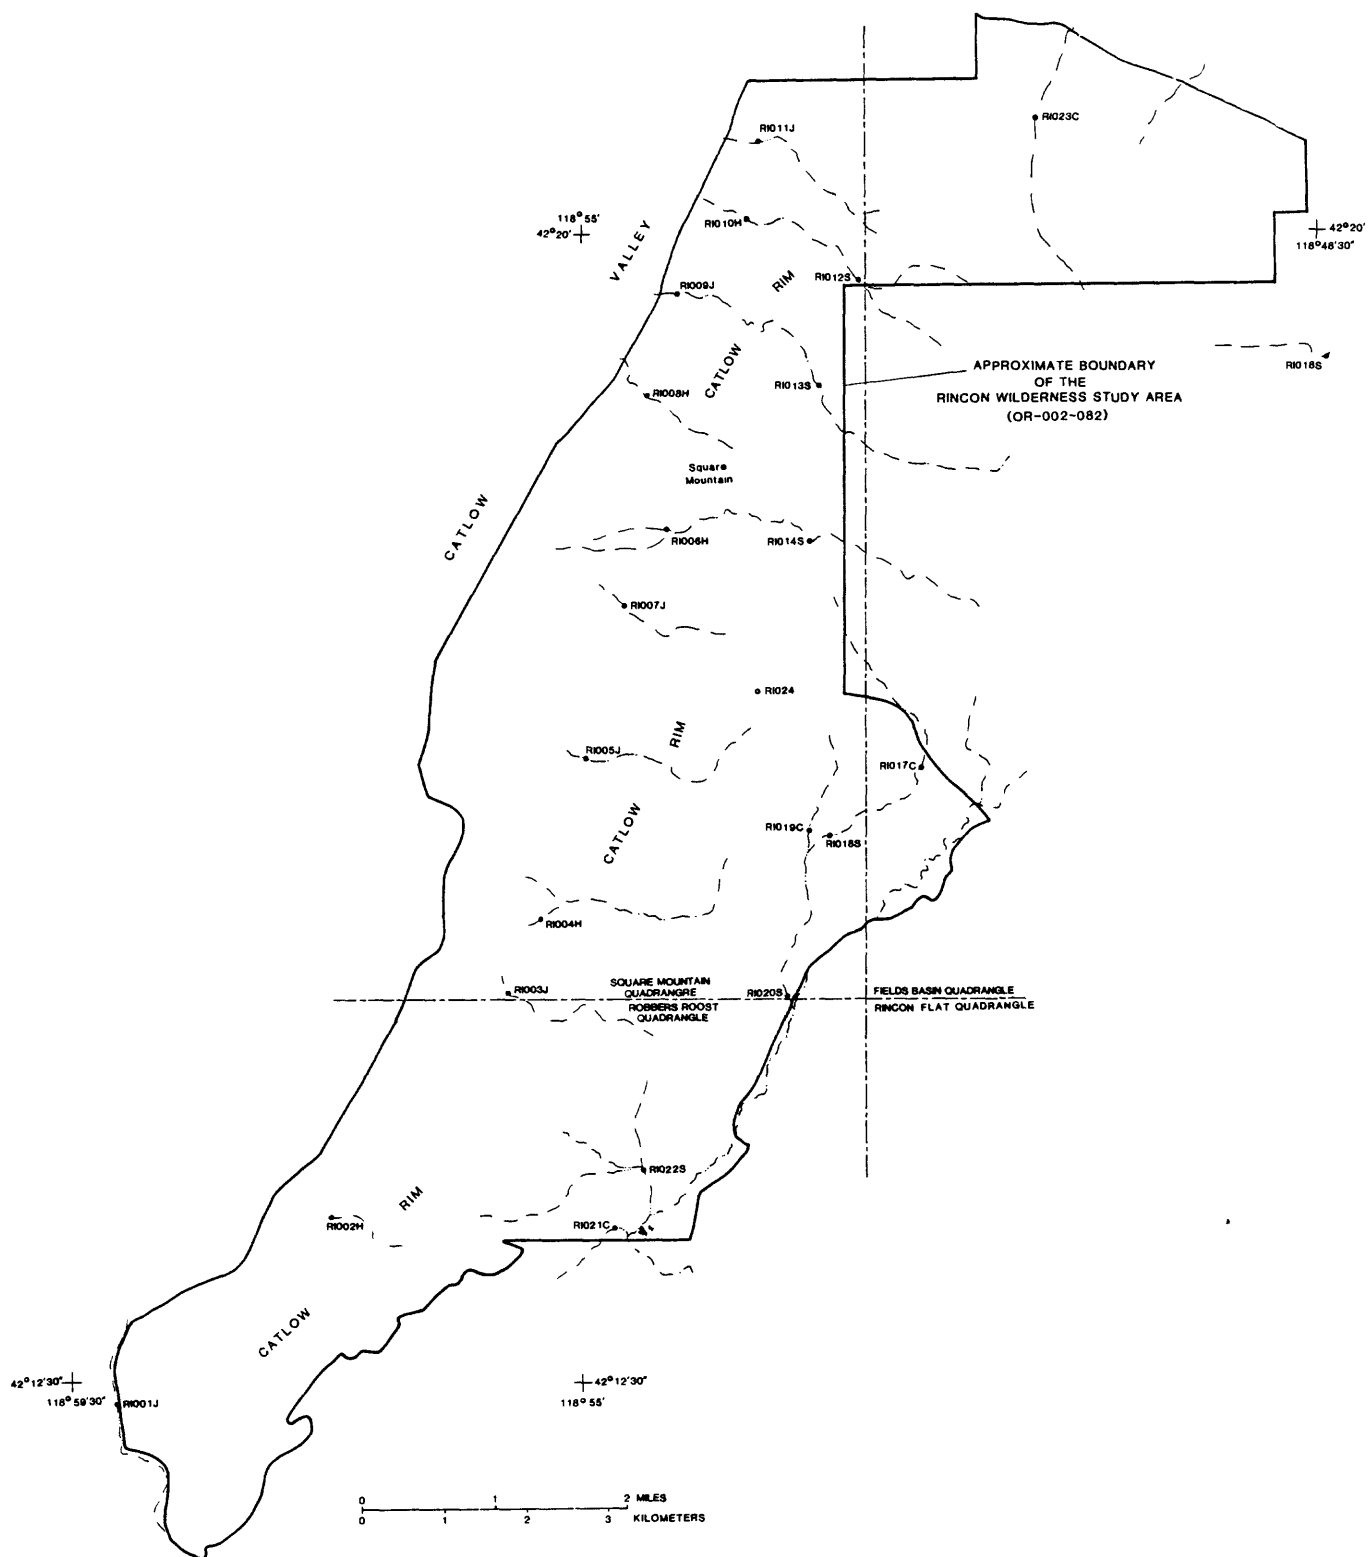 RI023C
RI011J
118° 55'
42° 20'
VALLEY
RI010H
42° 20'
118° 48'30"
RIM
RI012S
RI009J
CATLOW
RI013S
RI008H
APPROXIMATE BOUNDARY
OF THE
RINCON WILDERNESS STUDY AREA
(OR-002-082)
RI018S
Square
Mountain
CATLOW
RI006H
RI014S
RI007J
RI024
RIM
RI005J
RI017C
CATLOW
RI019C
RI018S
RI004H
RI003J
SQUARE MOUNTAIN
QUADRANGRE
RI020S
FIELDS BASIN QUADRANGLE
ROBBERS ROOST
QUADRANGLE
RINCON FLAT QUADRANGLE
RI022S
RIM
RI002H
RI021C
CATLOW
42° 12'30"
118° 59'30"
RI001J
42° 12'30"
118° 55'
0 1 2 MILES
0 1 2 3 KILOMETERS